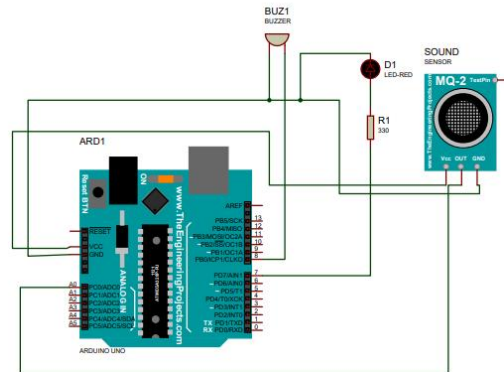 BUZ1
BUZZER
D1
LED-RED
SOUND
SENSOR
MQ-2
TestPin
www.TheEngineeringProjects.com
Vcc
OUT
GND
R1
330
ARD1
Reset BTN
ON
www.TheEngineeringProjects.com
ANALOG IN
RESET
VCC
GND
A0
A1
A2
A3
A4
A5
PC0/ADC0
PC1/ADC1
PC2/ADC2
PC3/ADC3
PC4/ADC4/SDA
PC5/ADC5/SCL
AREF
PB5/SCK
13
PB4/MISO
12
~PB3/MOSI/OC2A
11
~PB2/SS/OC1B
10
~PB1/OC1A
9
PB0/ICP1/CLKO
8
PD7/AIN1
7
~PD6/AIN0
6
~PD5/T1
5
PD4/T0/XCK
4
~PD3/INT1
3
PD2/INT0
2
TX
PD1/TXD
1
RX
PD0/RXD
0
ARDUINO UNO